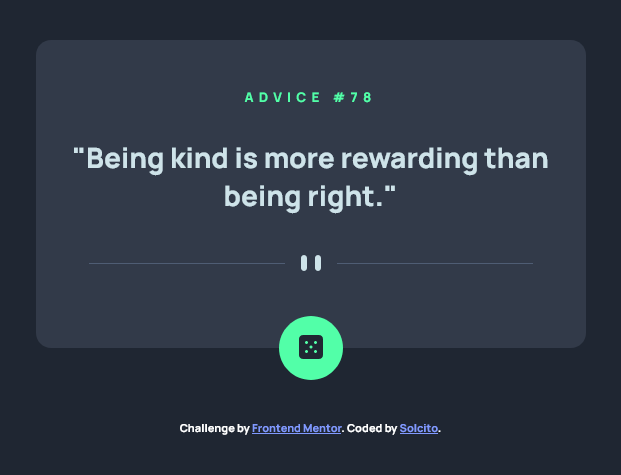 ADVICE #78
"Being kind is more rewarding than
being right."
Challenge by Frontend Mentor. Coded by Solcito.